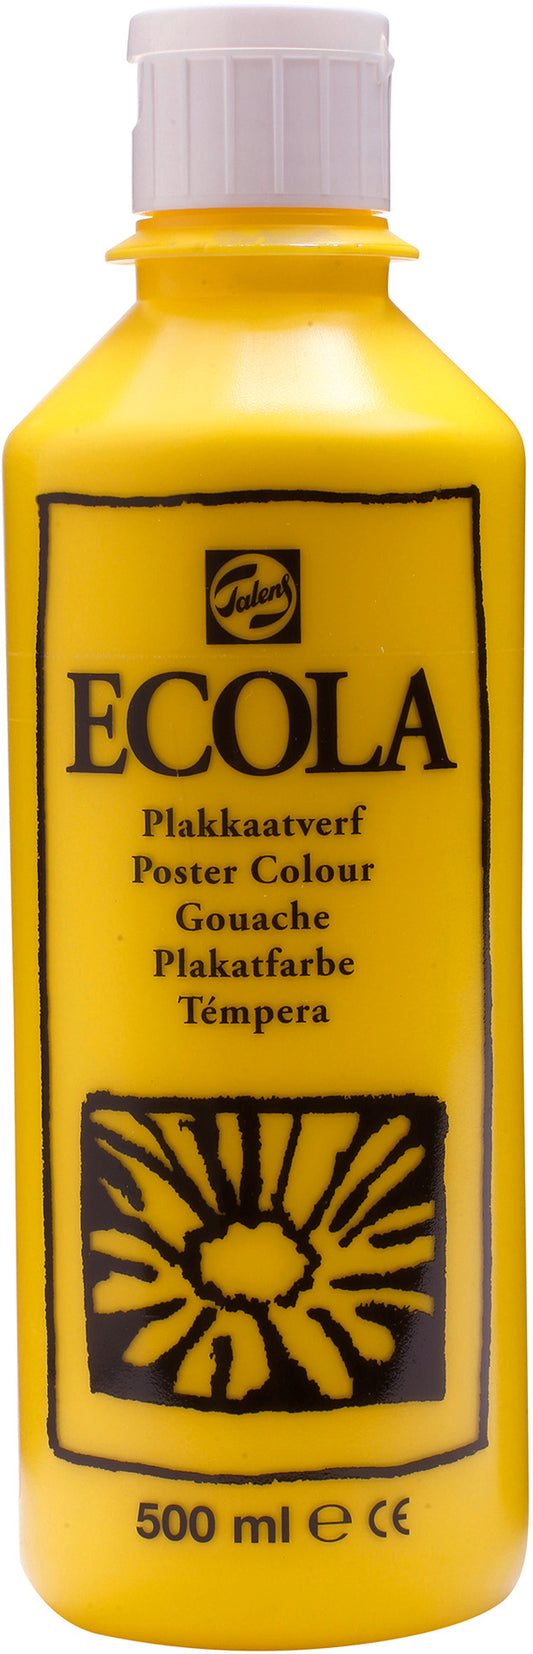 Talens
ECOLA
Plakkaatverf
Poster Colour
Gouache
Plakatfarbe
Témpera
500 ml ℮ CE